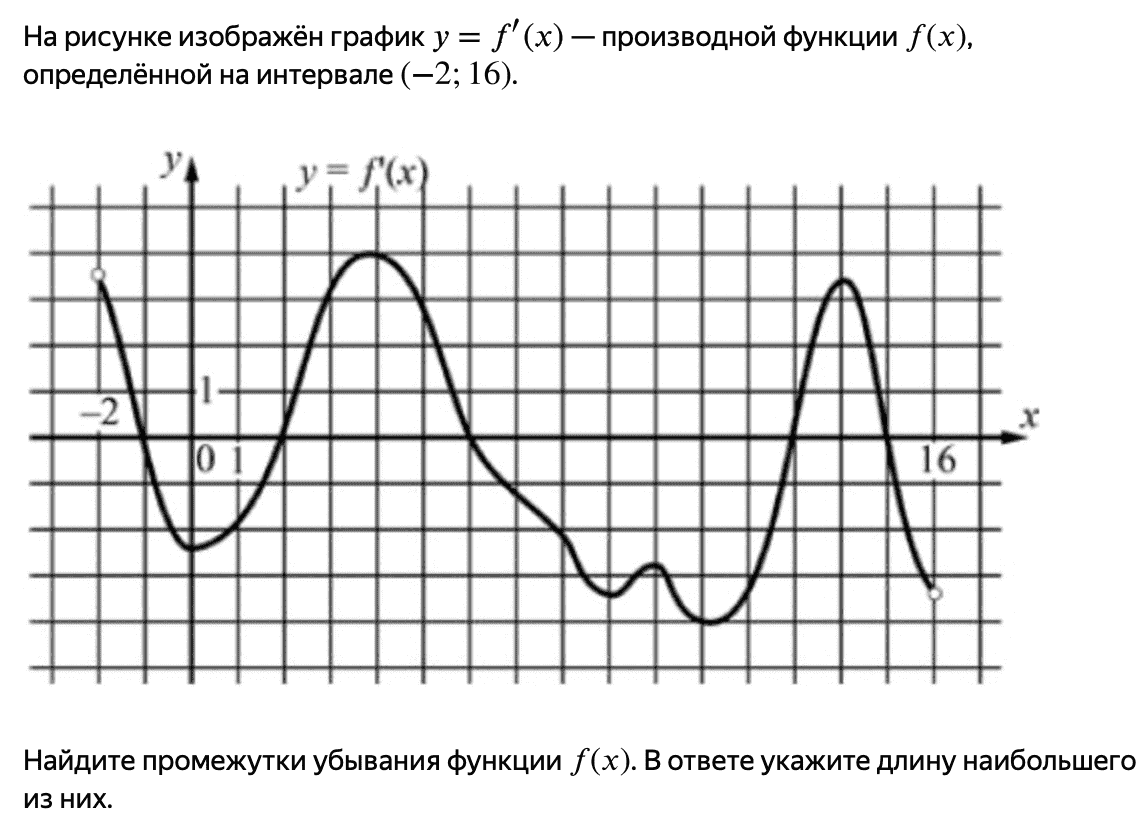 На рисунке изображён график y = f′(x) — производной функции f(x),
определённой на интервале (−2; 16).
y
y = f'(x)
1
−2
x
0 1
16
Найдите промежутки убывания функции f(x). В ответе укажите длину наибольшего
из них.